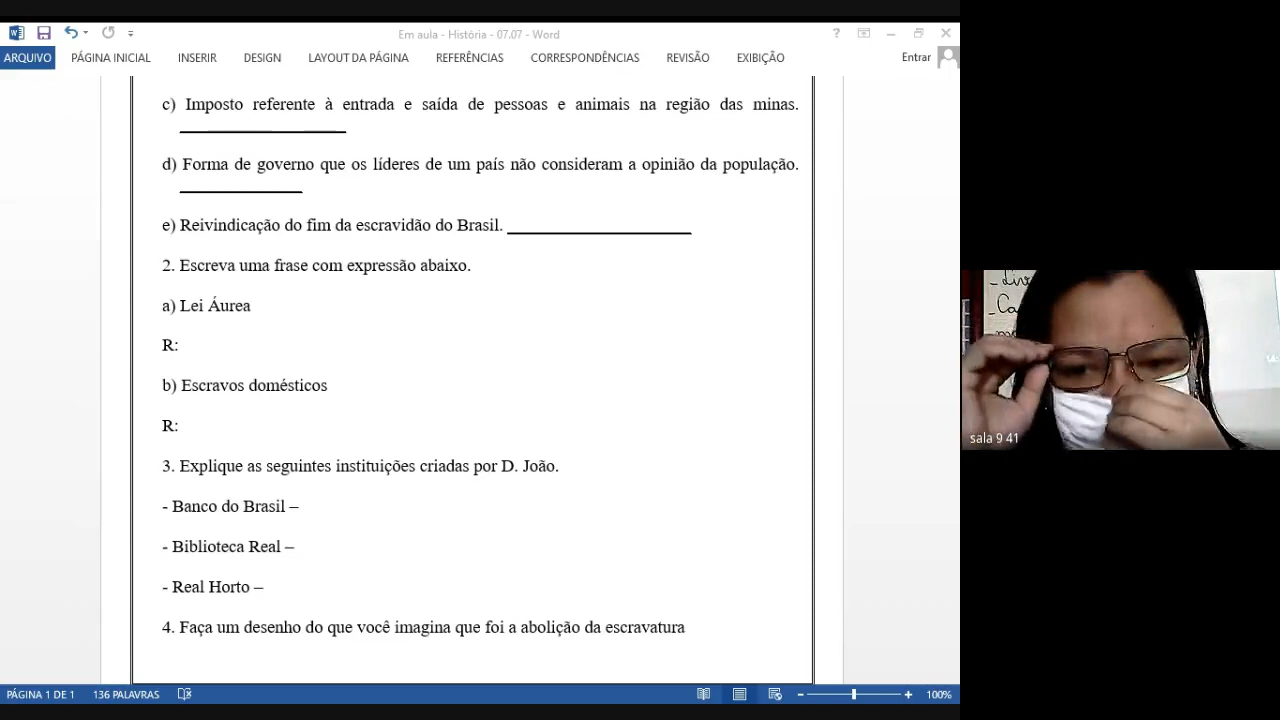 Em aula - História - 07.07 - Word
?
ARQUIVO PÁGINA INICIAL INSERIR DESIGN LAYOUT DA PÁGINA REFERÊNCIAS CORRESPONDÊNCIAS REVISÃO EXIBIÇÃO Entrar
c) Imposto referente à entrada e saída de pessoas e animais na região das minas.
d) Forma de governo que os líderes de um país não consideram a opinião da população.
e) Reivindicação do fim da escravidão do Brasil.
2. Escreva uma frase com expressão abaixo.
a) Lei Áurea
R:
b) Escravos domésticos
R:
3. Explique as seguintes instituições criadas por D. João.
- Banco do Brasil –
- Biblioteca Real –
- Real Horto –
4. Faça um desenho do que você imagina que foi a abolição da escravatura
PÁGINA 1 DE 1 136 PALAVRAS 100%
sala 9 41